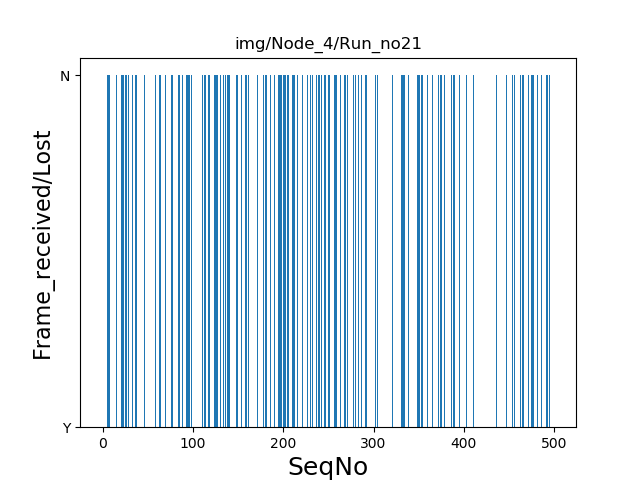 img/Node_4/Run_no21
N
Frame_received/Lost
Y
0 100 200 300 400 500
SeqNo